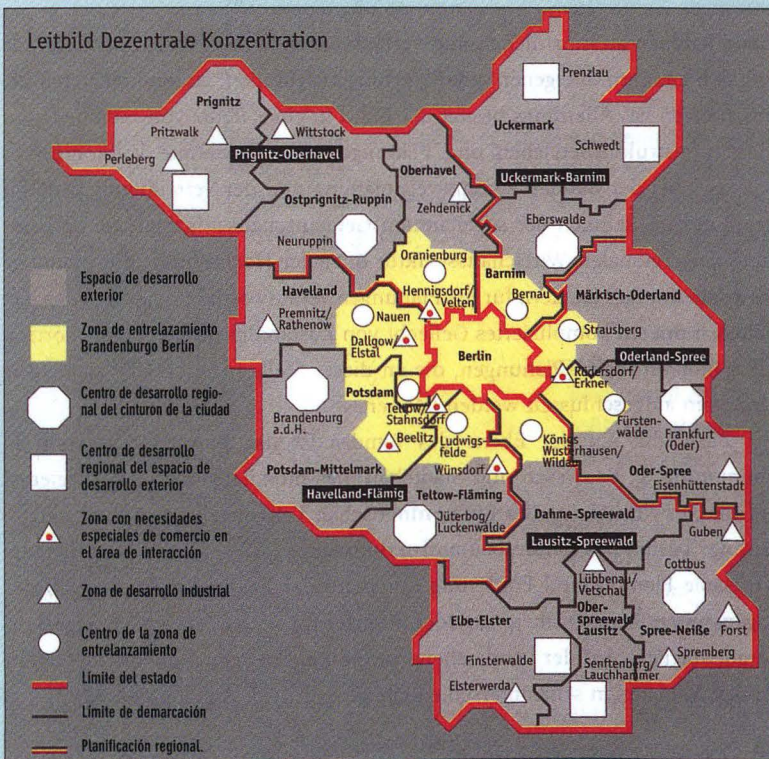 Leitbild Dezentrale Konzentration
Prignitz
Pritzwalk
Perleberg
Wittstock
Prignitz-Oberhavel
Ostprignitz-Ruppin
Neuruppin
Oberhavel
Zehdenick
Prenzlau
Uckermark
Schwedt
Uckermark-Barnim
Eberswalde
Oranienburg
Hennigsdorf/
Velten
Barnim
Bernau
Märkisch-Oderland
Strausberg
Havelland
Premnitz/
Rathenow
Nauen
Dallgow/
Elstal
Berlin
Oderland-Spree
Rüdersdorf/
Erkner
Brandenburg
a.d.H.
Potsdam
Teltow/
Stahnsdorf
Beelitz
Ludwigs-
felde
Königs
Wusterhausen/
Wildau
Fürsten-
walde
Frankfurt
(Oder)
Potsdam-Mittelmark
Wünsdorf
Oder-Spree
Eisenhüttenstadt
Havelland-Flämig
Teltow-Fläming
Jüterbog/
Luckenwalde
Dahme-Spreewald
Lausitz-Spreewald
Guben
Cottbus
Lübbenau/
Vetschau
Elbe-Elster
Ober-
spreewald
Lausitz
Spree-Neiße
Forst
Finsterwalde
Senftenberg/
Lauchhammer
Spremberg
Elsterwerda
Espacio de desarrollo
exterior
Zona de entrelazamiento
Brandenburgo Berlín
Centro de desarrollo regio-
nal del cinturon de la ciudad
Centro de desarrollo
regional del espacio de
desarrollo exterior
Zona con necesidades
especiales de comercio en
el área de interacción
Zona de desarrollo industrial
Centro de la zona de
entrelanzamiento
Límite del estado
Límite de demarcación
Planificación regional.